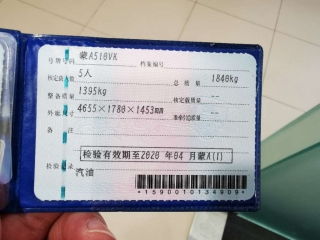 号牌号码 蒙A510VK 档案编号
核定载人数 5人 总质量 1840kg
整备质量 1395kg 核定载质量 --
外廓尺寸 4655×1780×1453mm 准牵引总质量 --
备注
检验有效期至2020年04月蒙A(1)
检验记录 汽油
*1590010134909*